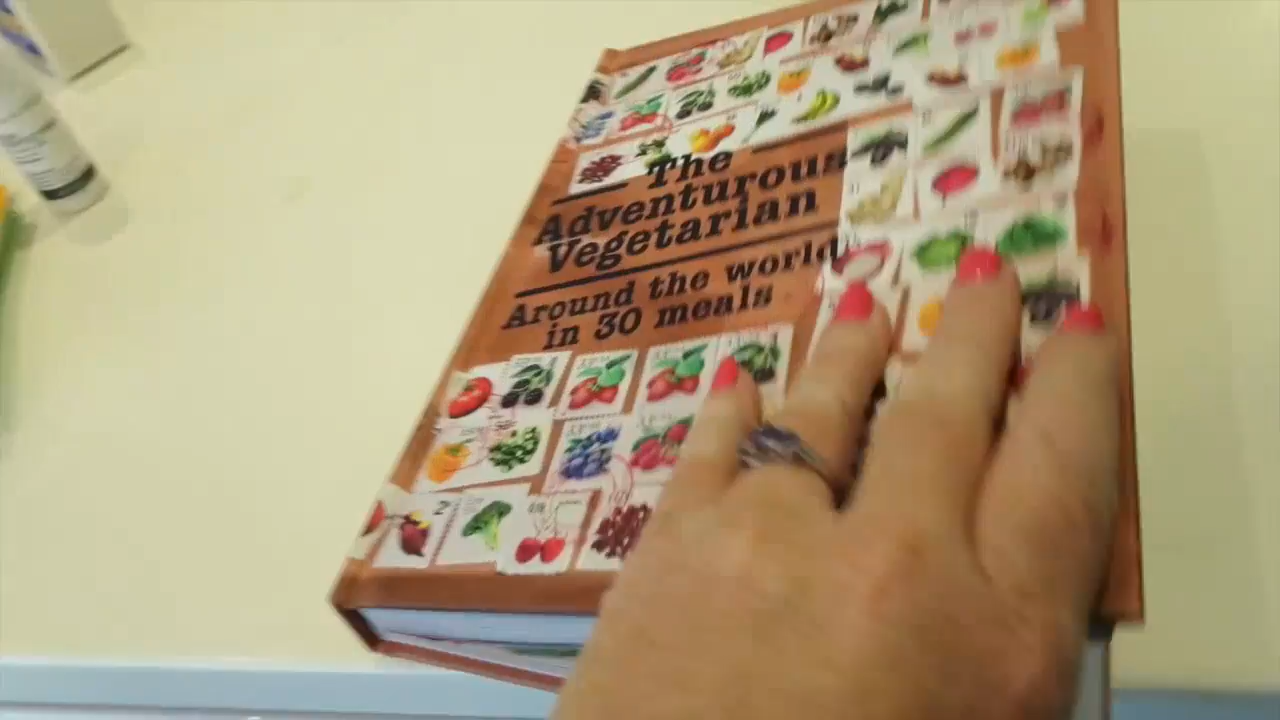 The
Adventurous
Vegetarian
Around the world
in 30 meals